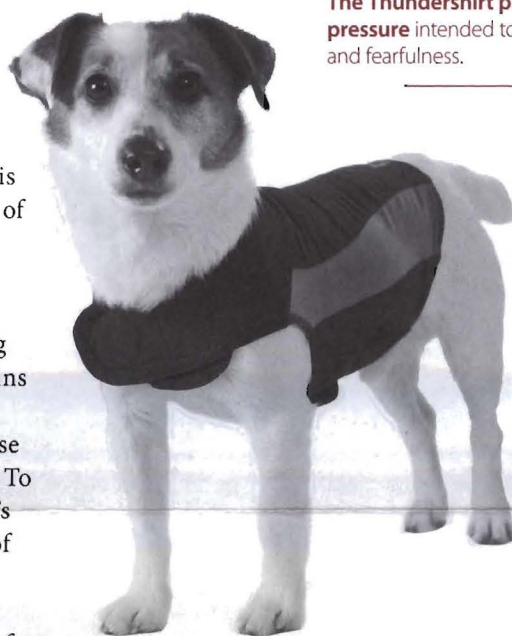 The Thundershirt p
pressure intended to
and fearfulness.
is
of
g
ns
se
To
's
of